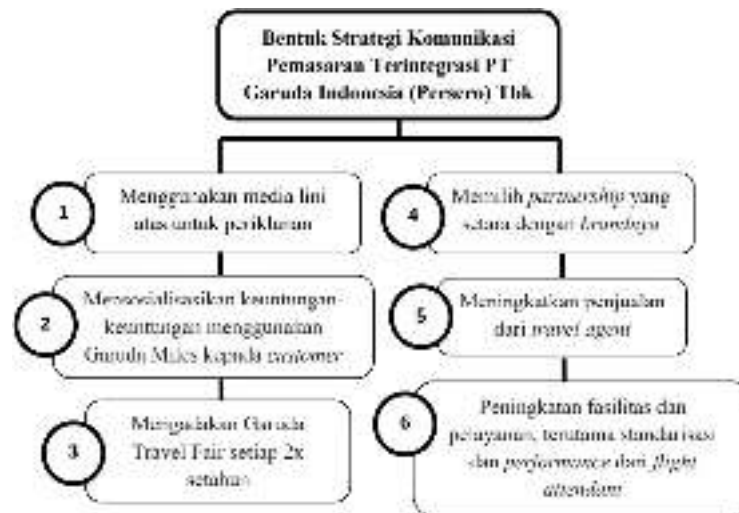 Bentuk Strategi Komunikasi
Pemasaran Terintegrasi PT
Garuda Indonesia (Persero) Tbk
1
Menggunakan media lini
atas untuk periklanan
2
Mensosialisasikan keuntungan-
keuntungan menggunakan
Garuda Miles kepada customer
3
Mengadakan Garuda
Travel Fair setiap 2x
setahun
4
Memilih partnership yang
setara dengan brandnya
5
Meningkatkan penjualan
dari travel agent
6
Peningkatan fasilitas dan
pelayanan, terutama standarisasi
dan performance dari flight
attendant